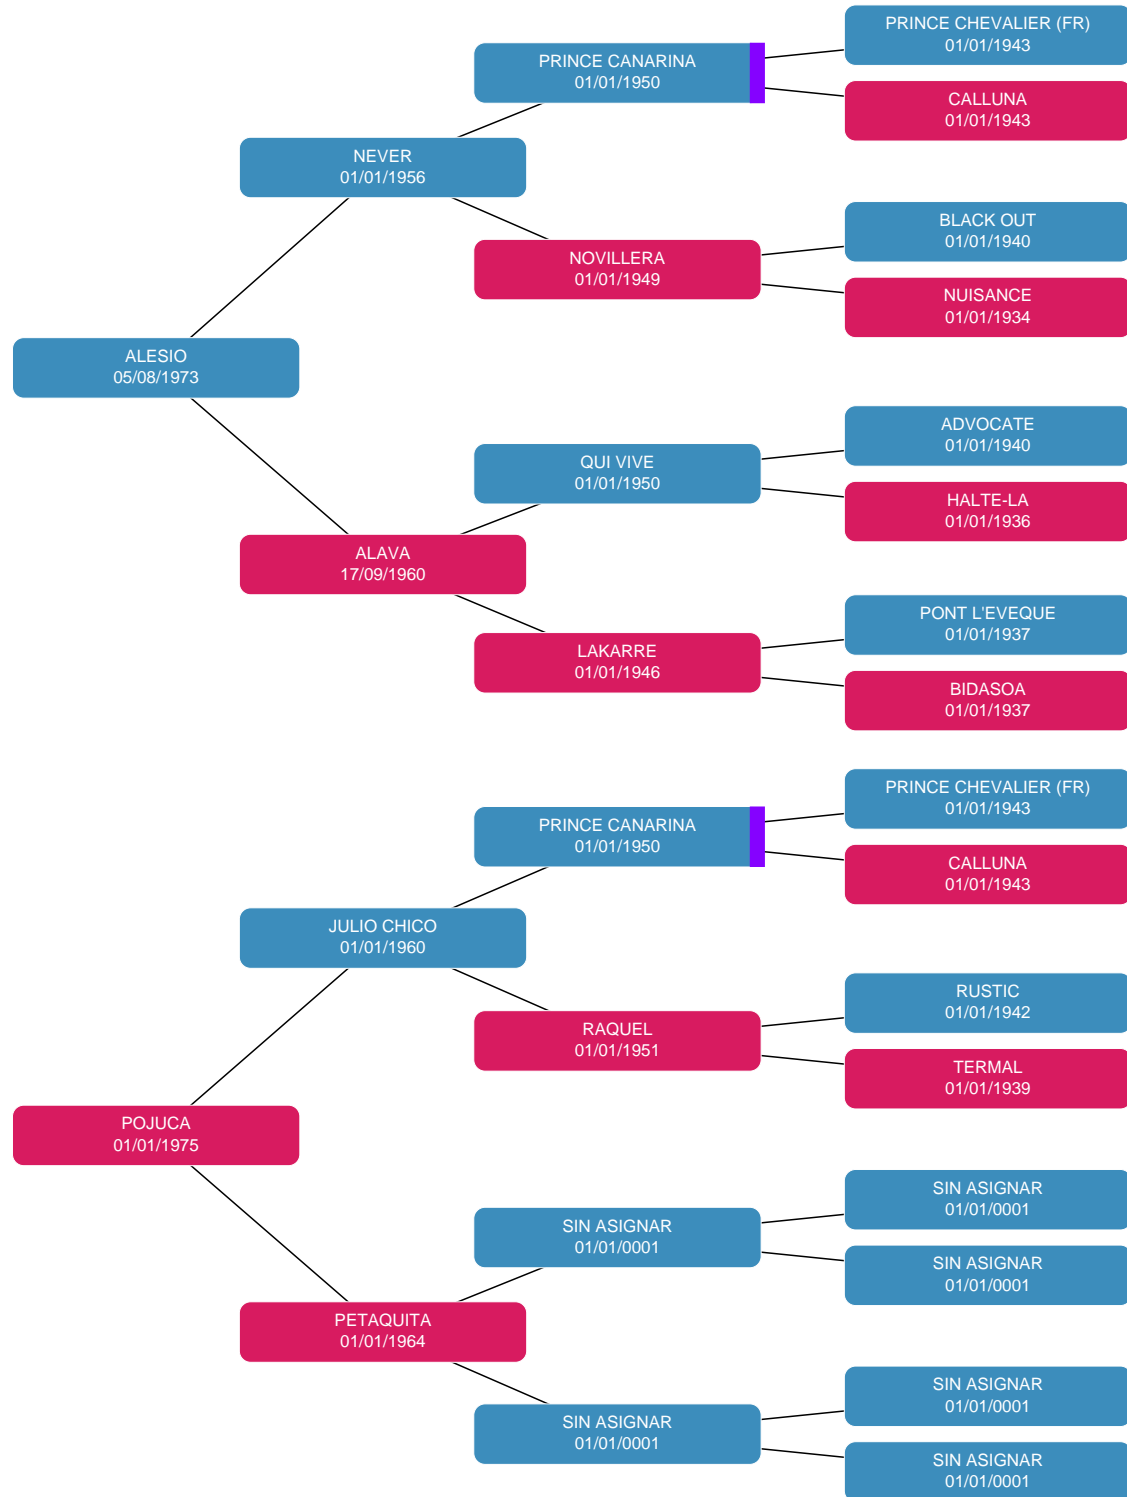 PRINCE CHEVALIER (FR)
01/01/1943
PRINCE CANARINA
01/01/1950
CALLUNA
01/01/1943
NEVER
01/01/1956
BLACK OUT
01/01/1940
NOVILLERA
01/01/1949
NUISANCE
01/01/1934
ALESIO
05/08/1973
ADVOCATE
01/01/1940
QUI VIVE
01/01/1950
HALTE-LA
01/01/1936
ALAVA
17/09/1960
PONT L'EVEQUE
01/01/1937
LAKARRE
01/01/1946
BIDASOA
01/01/1937
PRINCE CHEVALIER (FR)
01/01/1943
PRINCE CANARINA
01/01/1950
CALLUNA
01/01/1943
JULIO CHICO
01/01/1960
RUSTIC
01/01/1942
RAQUEL
01/01/1951
TERMAL
01/01/1939
POJUCA
01/01/1975
SIN ASIGNAR
01/01/0001
SIN ASIGNAR
01/01/0001
SIN ASIGNAR
01/01/0001
PETAQUITA
01/01/1964
SIN ASIGNAR
01/01/0001
SIN ASIGNAR
01/01/0001
SIN ASIGNAR
01/01/0001